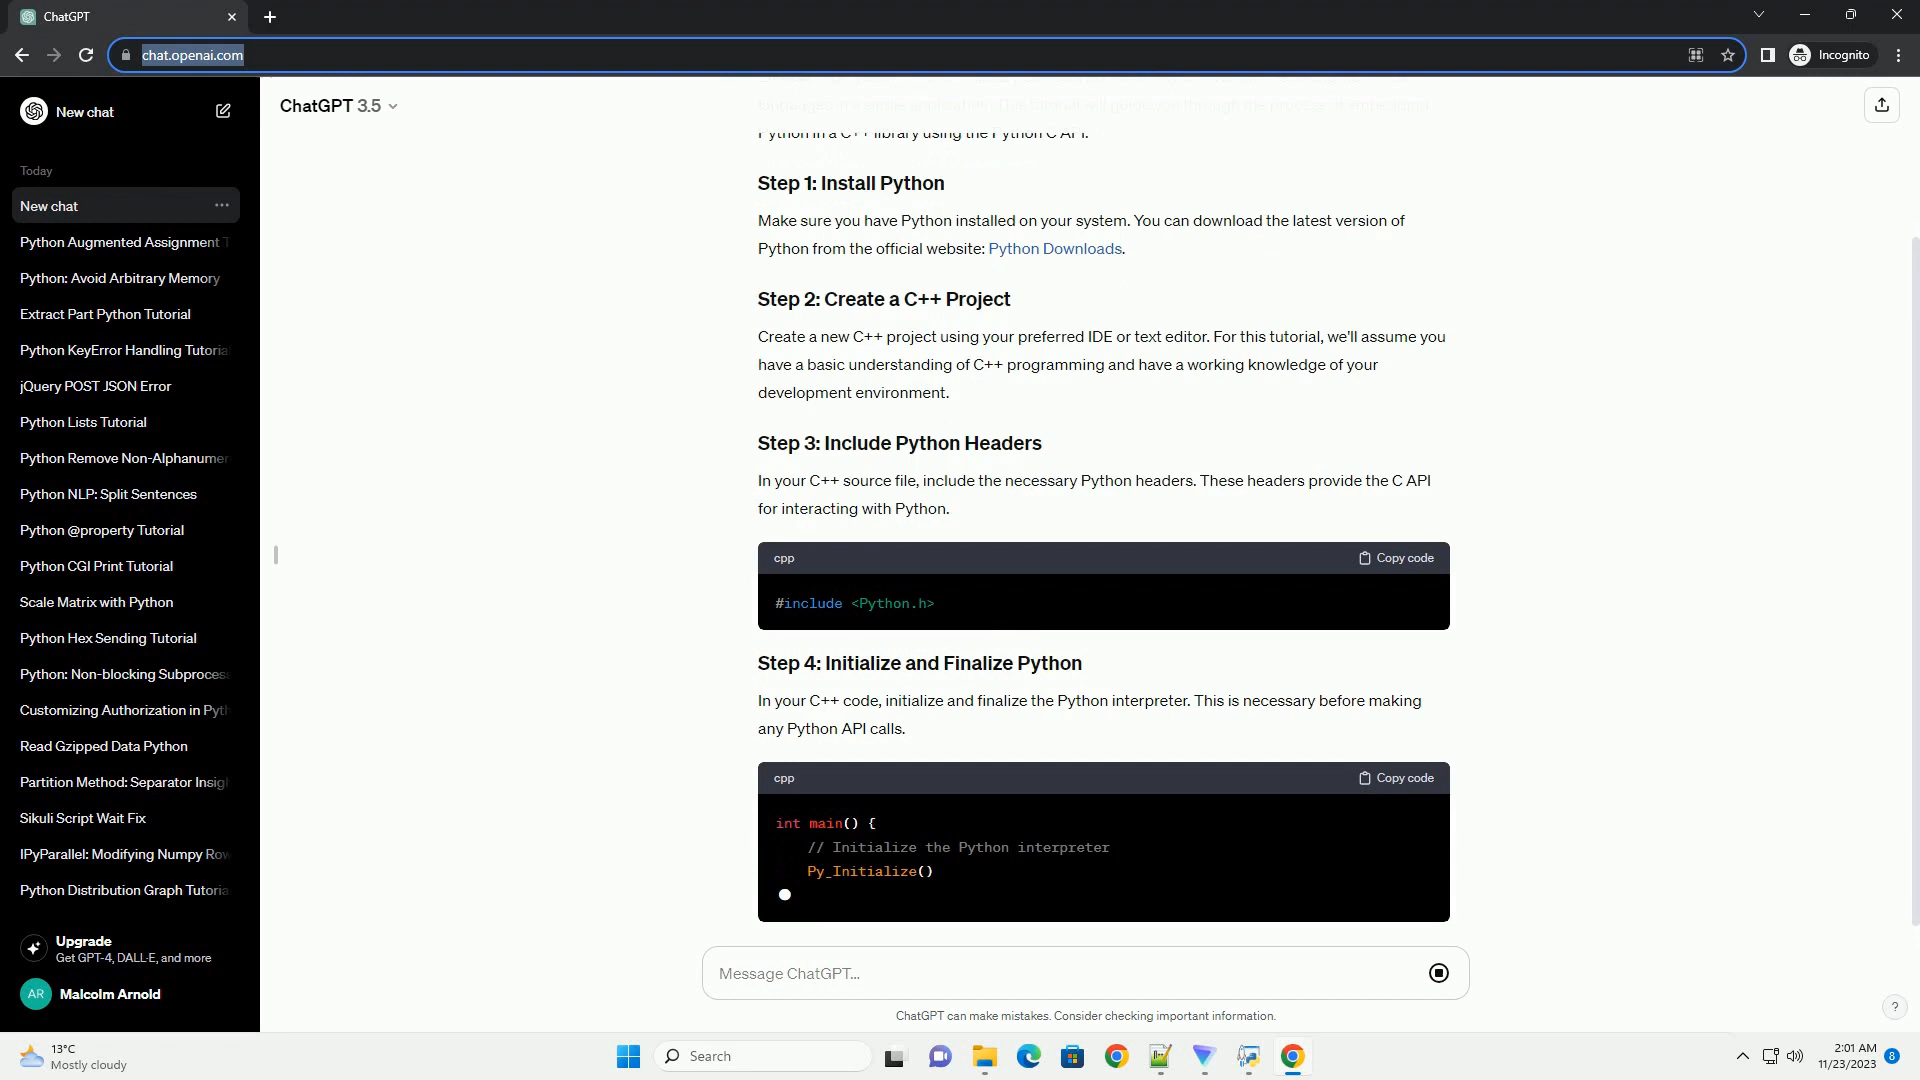 ChatGPT
chat.openai.com
Incognito
New chat
Today
New chat
Python Augmented Assignment T
Python: Avoid Arbitrary Memory
Extract Part Python Tutorial
Python KeyError Handling Tutoria
jQuery POST JSON Error
Python Lists Tutorial
Python Remove Non-Alphanumer
Python NLP: Split Sentences
Python @property Tutorial
Python CGI Print Tutorial
Scale Matrix with Python
Python Hex Sending Tutorial
Python: Non-blocking Subprocess
Customizing Authorization in Pyth
Read Gzipped Data Python
Partition Method: Separator Insigh
Sikuli Script Wait Fix
IPyParallel: Modifying Numpy Row
Python Distribution Graph Tutoria
Upgrade
Get GPT-4, DALL·E, and more
AR
Malcolm Arnold
ChatGPT 3.5
Python in a C++ library using the Python C API.
Step 1: Install Python
Make sure you have Python installed on your system. You can download the latest version of
Python from the official website: Python Downloads.
Step 2: Create a C++ Project
Create a new C++ project using your preferred IDE or text editor. For this tutorial, we'll assume you
have a basic understanding of C++ programming and have a working knowledge of your
development environment.
Step 3: Include Python Headers
In your C++ source file, include the necessary Python headers. These headers provide the C API
for interacting with Python.
cpp
Copy code
#include <Python.h>
Step 4: Initialize and Finalize Python
In your C++ code, initialize and finalize the Python interpreter. This is necessary before making
any Python API calls.
cpp
Copy code
int main() {
// Initialize the Python interpreter
Py_Initialize()
Message ChatGPT...
ChatGPT can make mistakes. Consider checking important information.
?
13°C
Mostly cloudy
Search
2:01 AM
11/23/2023
8